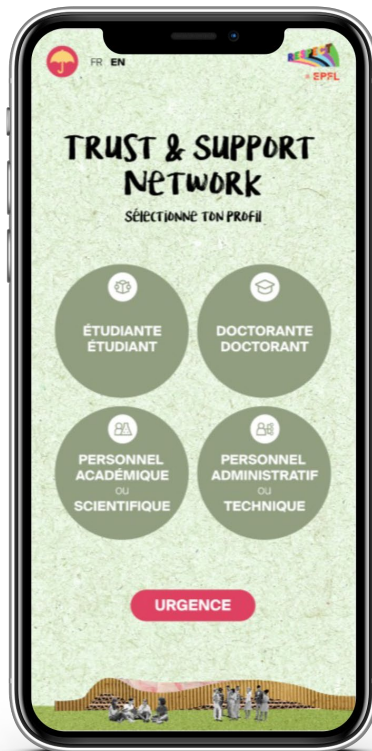 FR EN
RESPECT
EPFL
TRUST & SUPPORT
NETWORK
SÉLECTIONNE TON PROFIL
ÉTUDIANTE
ÉTUDIANT
DOCTORANTE
DOCTORANT
PERSONNEL
ACADÉMIQUE
OU
SCIENTIFIQUE
PERSONNEL
ADMINISTRATIF
OU
TECHNIQUE
URGENCE